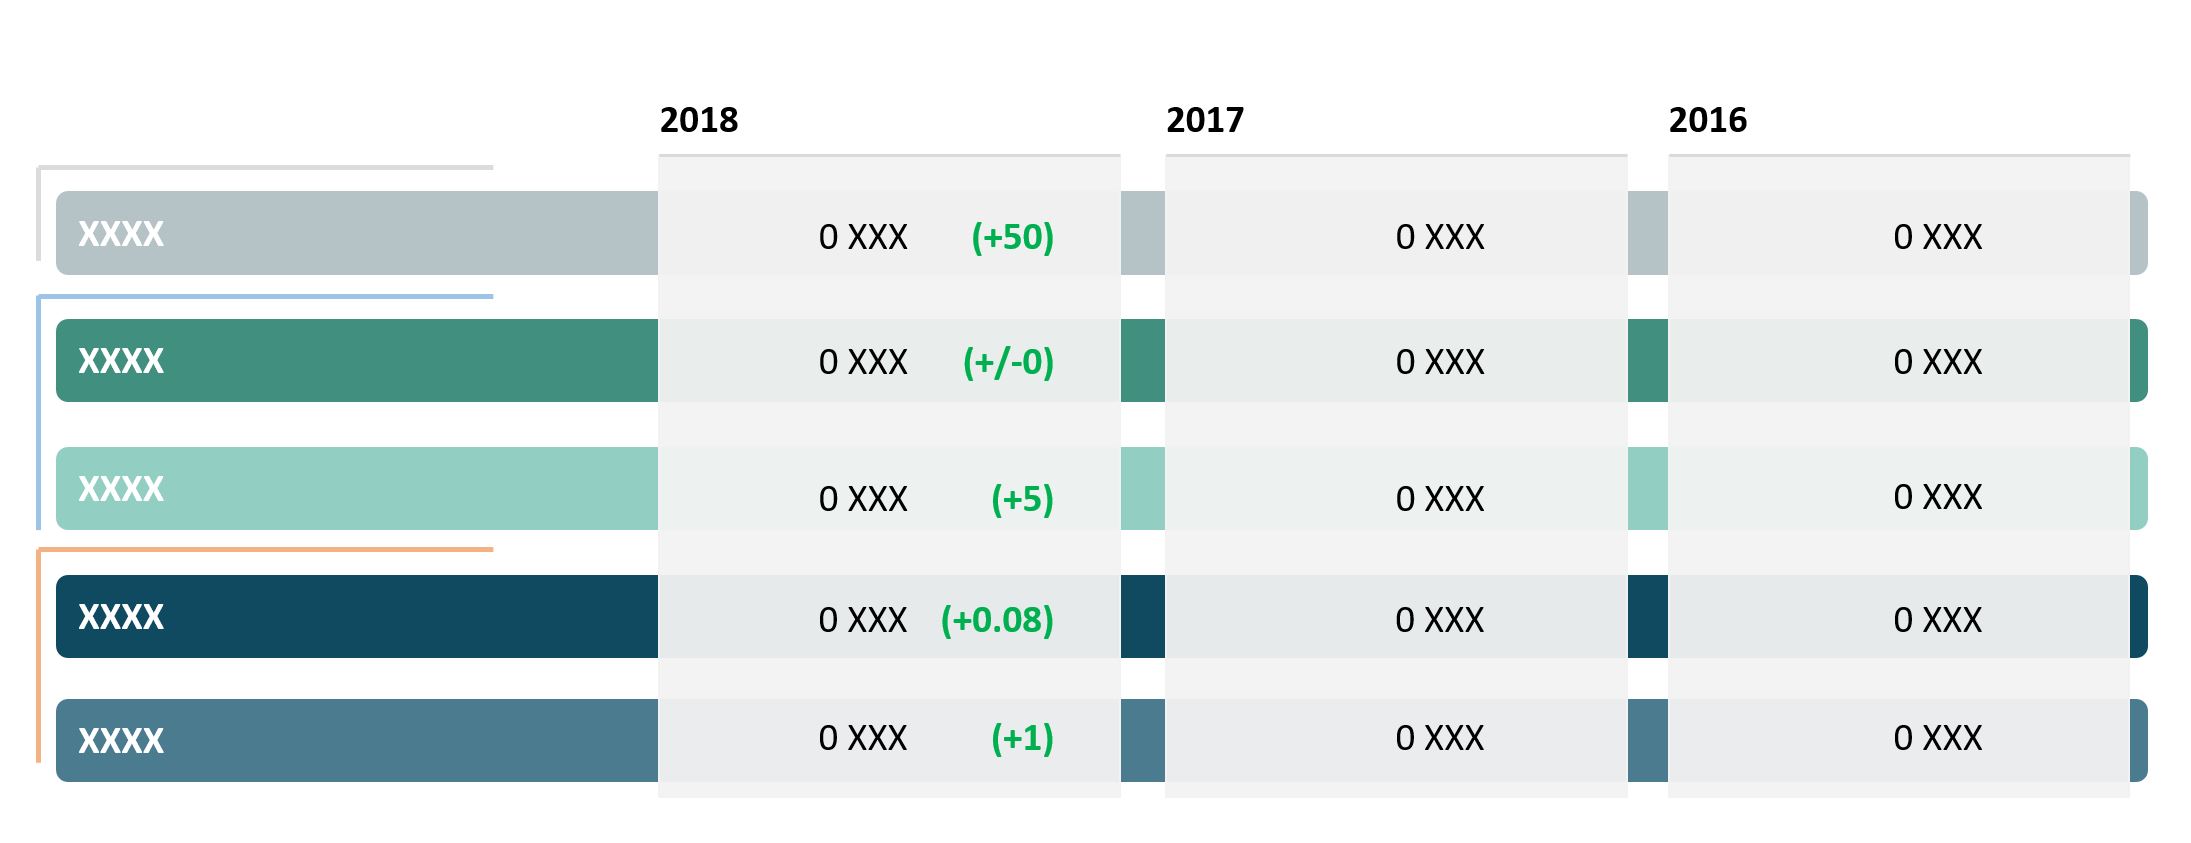 2018 2017 2016
XXXX 0 XXX (+50) 0 XXX 0 XXX
XXXX 0 XXX (+/-0) 0 XXX 0 XXX
XXXX 0 XXX (+5) 0 XXX 0 XXX
XXXX 0 XXX (+0.08) 0 XXX 0 XXX
XXXX 0 XXX (+1) 0 XXX 0 XXX